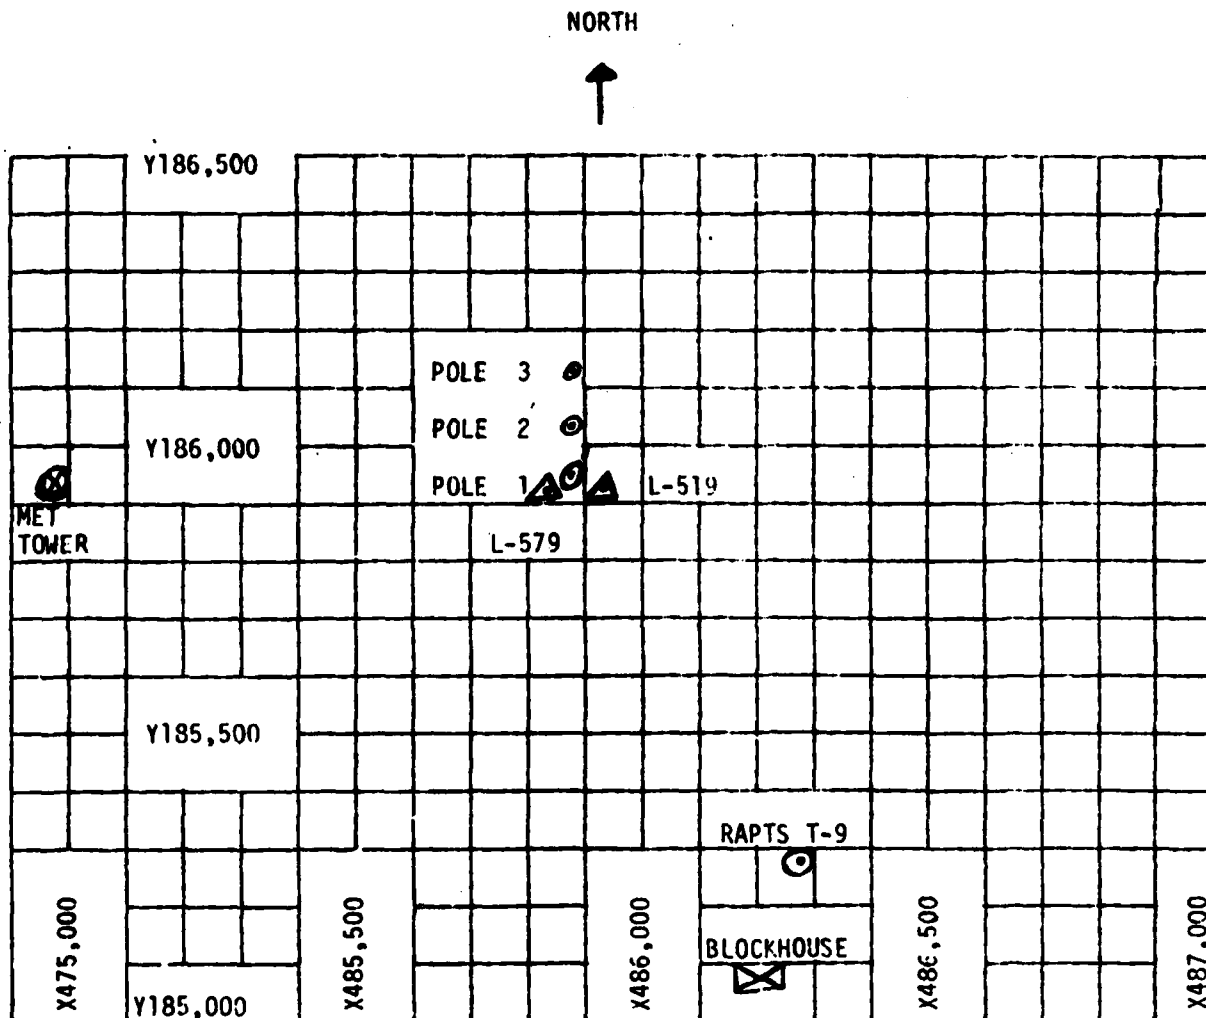 NORTH
Y186,500
POLE 3
POLE 2
Y186,000
POLE 1
L-519
MET
TOWER
L-579
Y185,500
RAPTS T-9
X475,000
X485,500
X486,000
X486,500
X487,000
BLOCKHOUSE
Y185,000